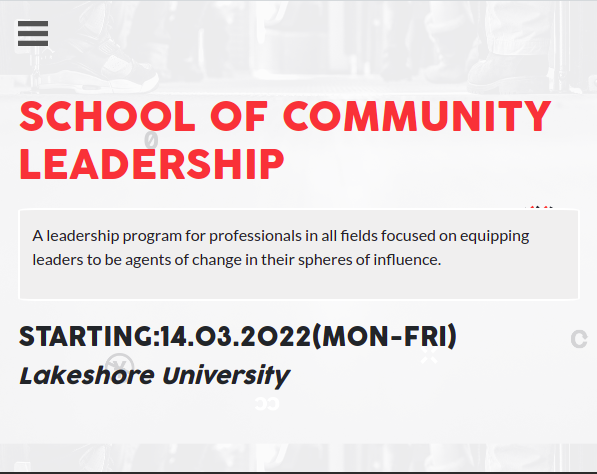 SCHOOL OF COMMUNITY
LEADERSHIP
A leadership program for professionals in all fields focused on equipping
leaders to be agents of change in their spheres of influence.
STARTING:14.03.2022(MON-FRI)
Lakeshore University